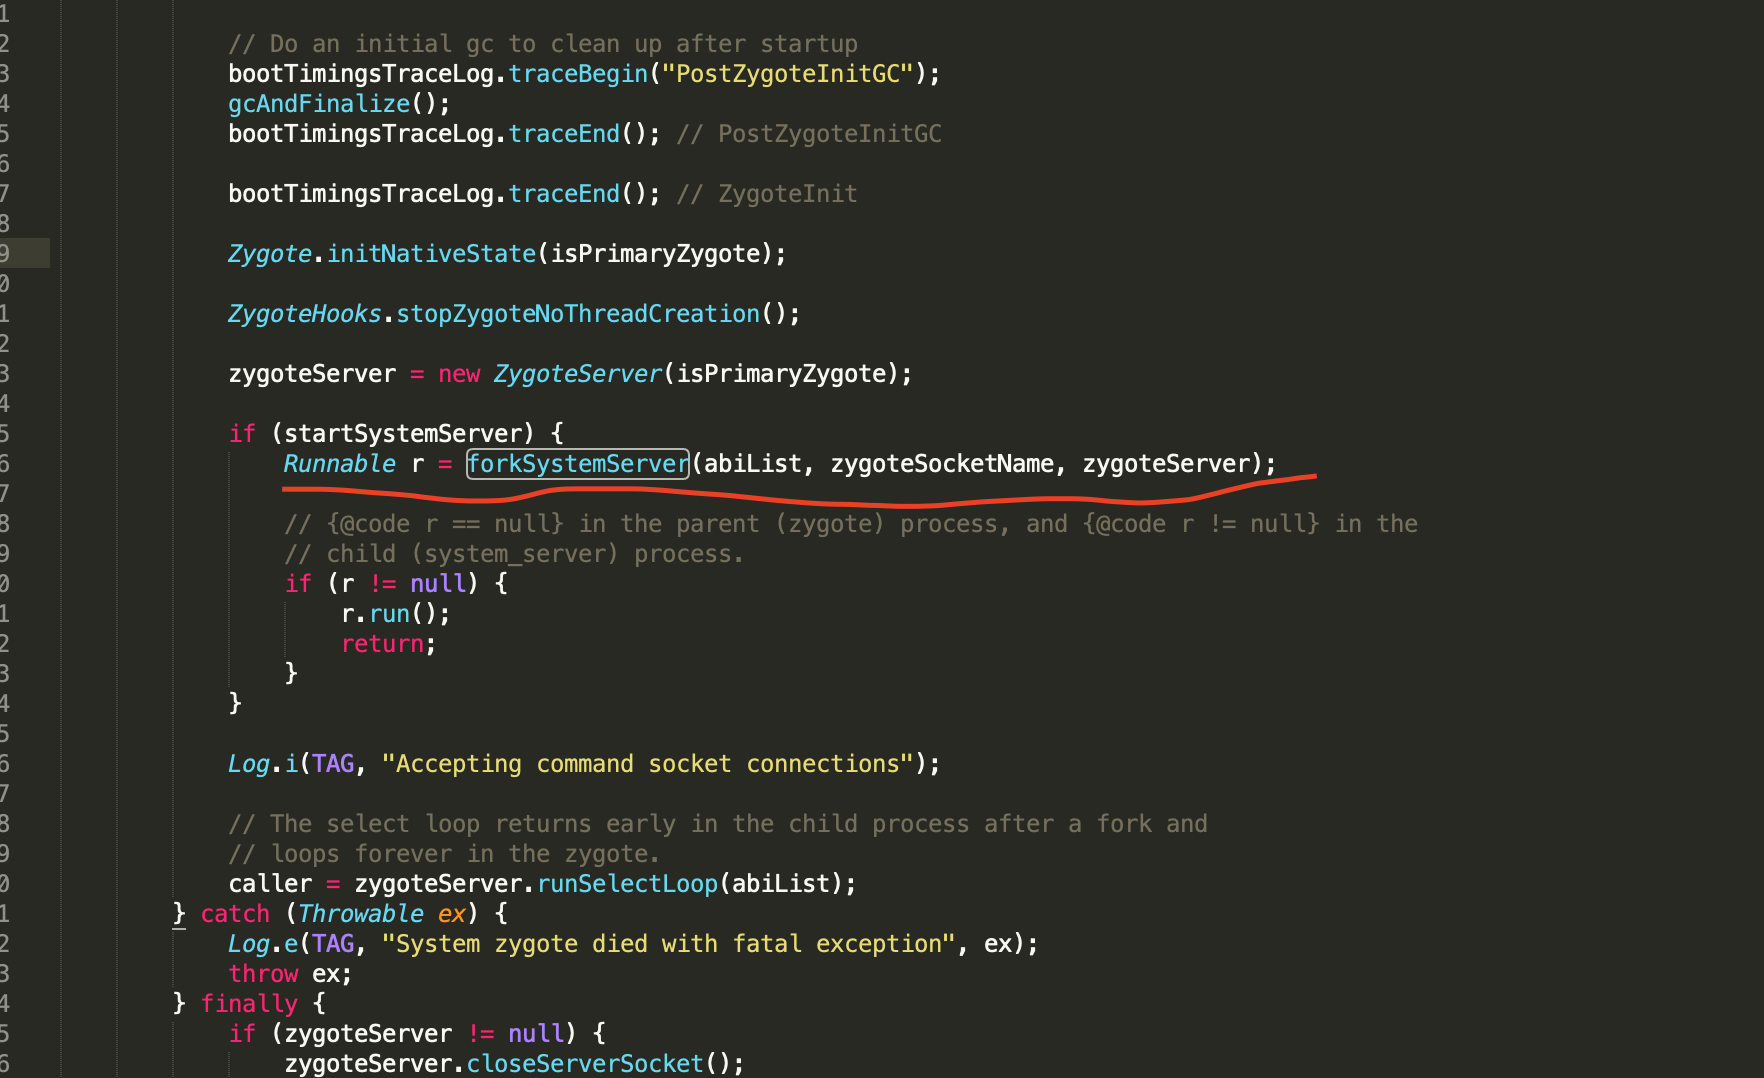 1
2 // Do an initial gc to clean up after startup
3 bootTimingsTraceLog.traceBegin("PostZygoteInitGC");
4 gcAndFinalize();
5 bootTimingsTraceLog.traceEnd(); // PostZygoteInitGC
6
7 bootTimingsTraceLog.traceEnd(); // ZygoteInit
8
9 Zygote.initNativeState(isPrimaryZygote);
0
1 ZygoteHooks.stopZygoteNoThreadCreation();
2
3 zygoteServer = new ZygoteServer(isPrimaryZygote);
4
5 if (startSystemServer) {
6 Runnable r = forkSystemServer(abiList, zygoteSocketName, zygoteServer);
7
8 // {@code r == null} in the parent (zygote) process, and {@code r != null} in the
9 // child (system_server) process.
0 if (r != null) {
1 r.run();
2 return;
3 }
4 }
5
6 Log.i(TAG, "Accepting command socket connections");
7
8 // The select loop returns early in the child process after a fork and
9 // loops forever in the zygote.
0 caller = zygoteServer.runSelectLoop(abiList);
1 } catch (Throwable ex) {
2 Log.e(TAG, "System zygote died with fatal exception", ex);
3 throw ex;
4 } finally {
5 if (zygoteServer != null) {
6 zygoteServer.closeServerSocket();